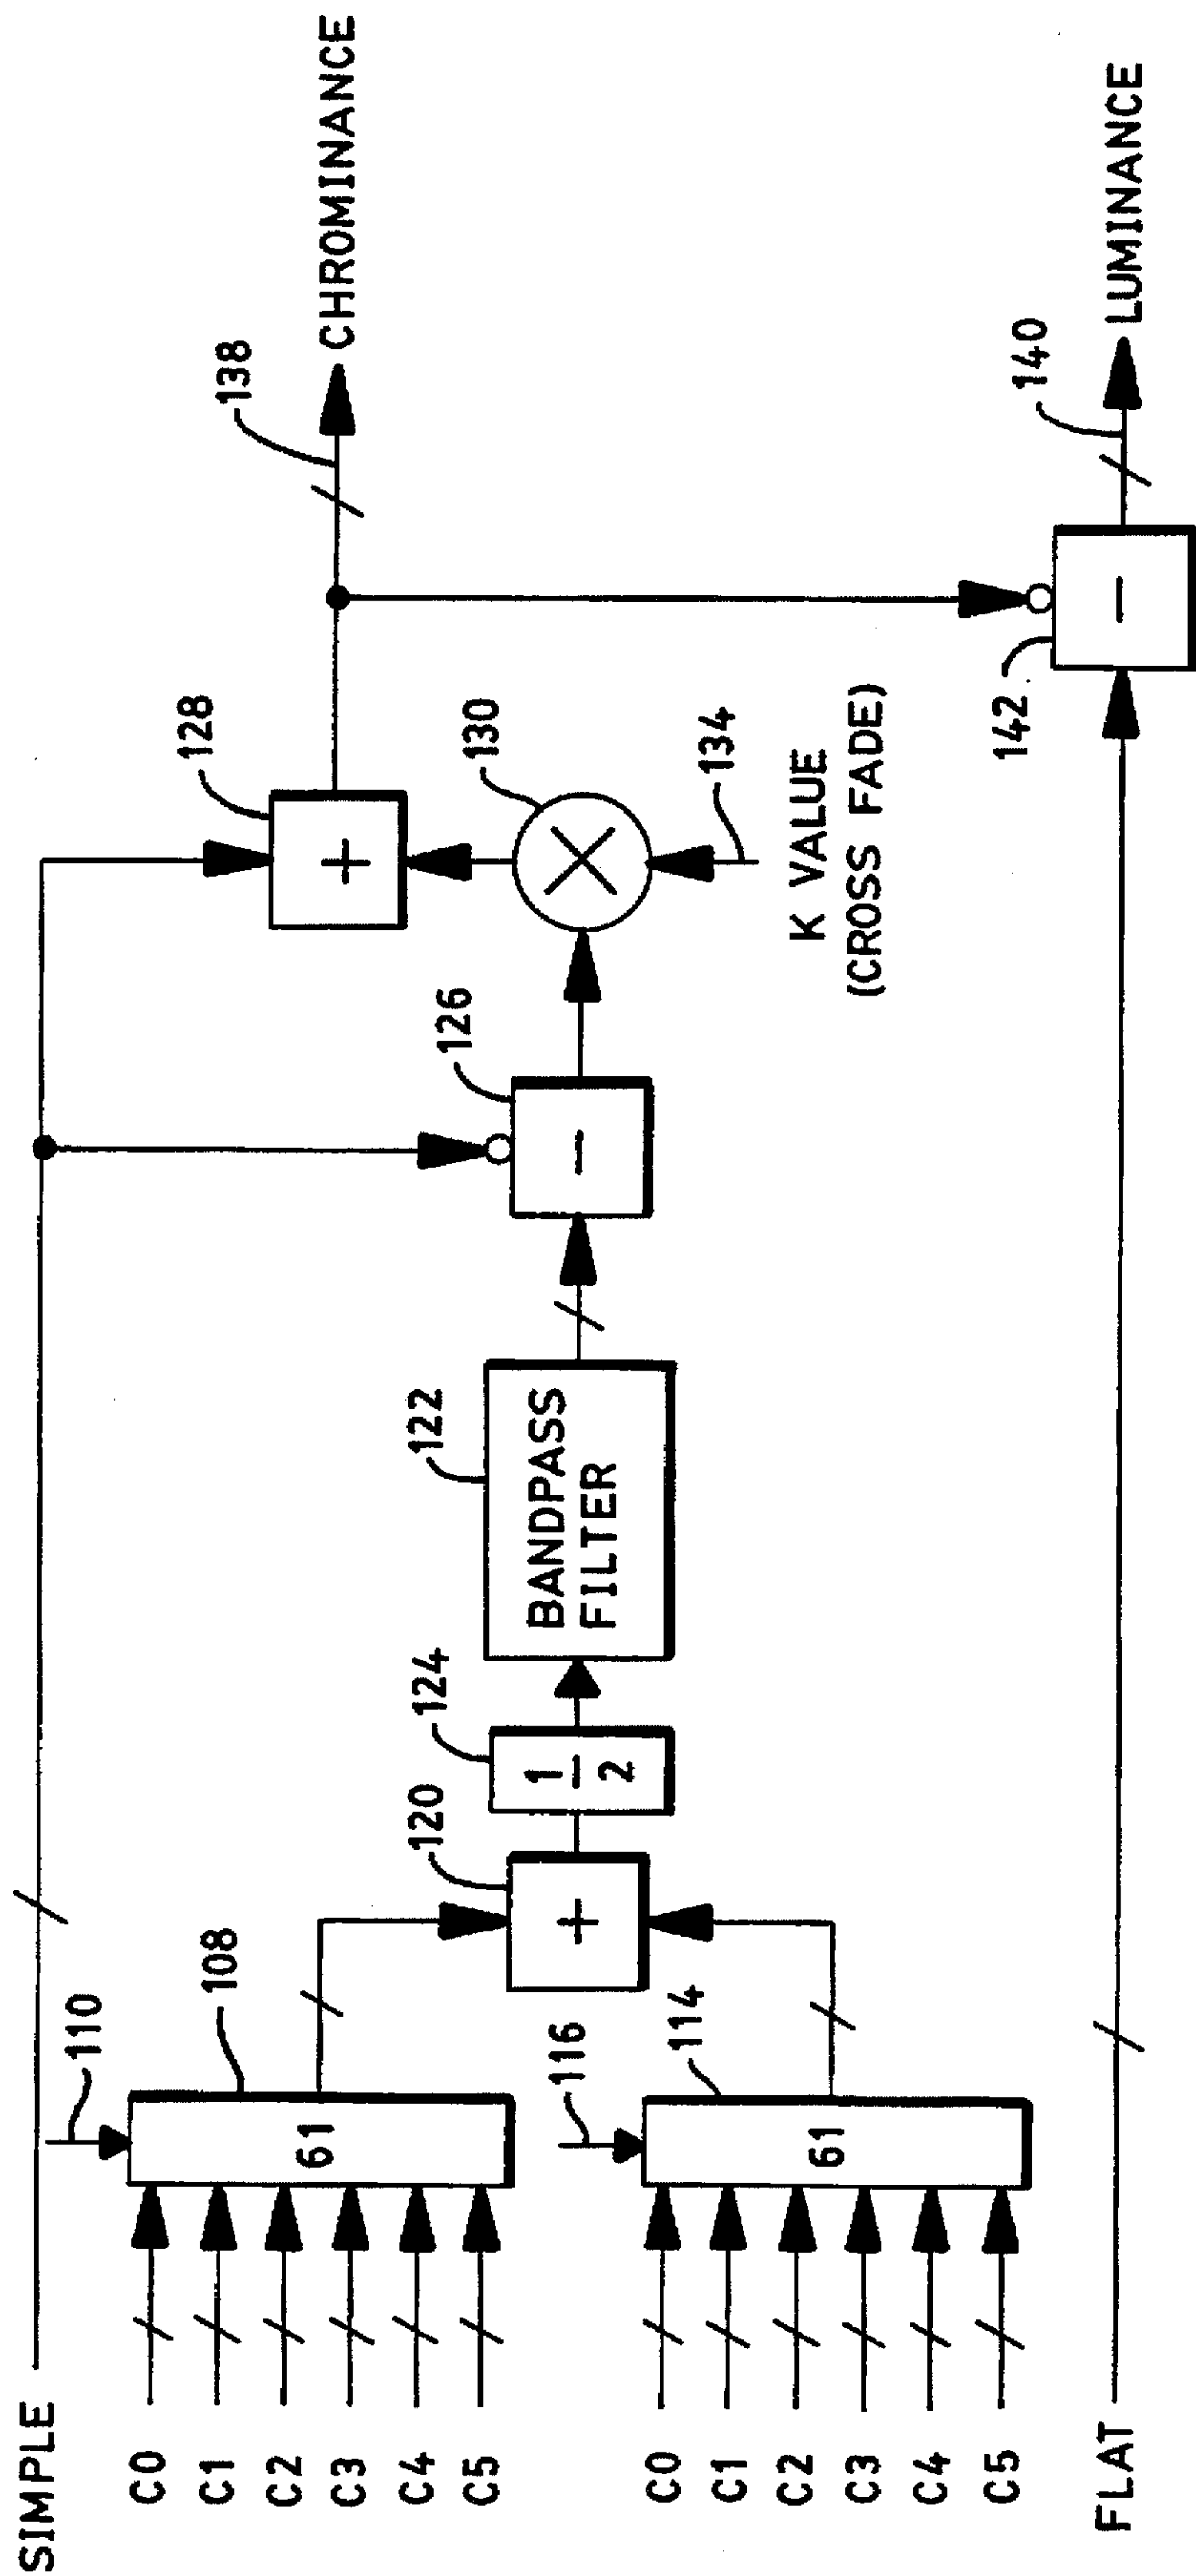 SIMPLE
110
C0
C1
C2
C3
C4
C5
61
108
116
C0
C1
C2
C3
C4
C5
61
114
FLAT
120
+
124
1
2
122
BANDPASS
FILTER
126
−
128
+
130
134
K VALUE
(CROSS FADE)
138
CHROMINANCE
142
−
140
LUMINANCE